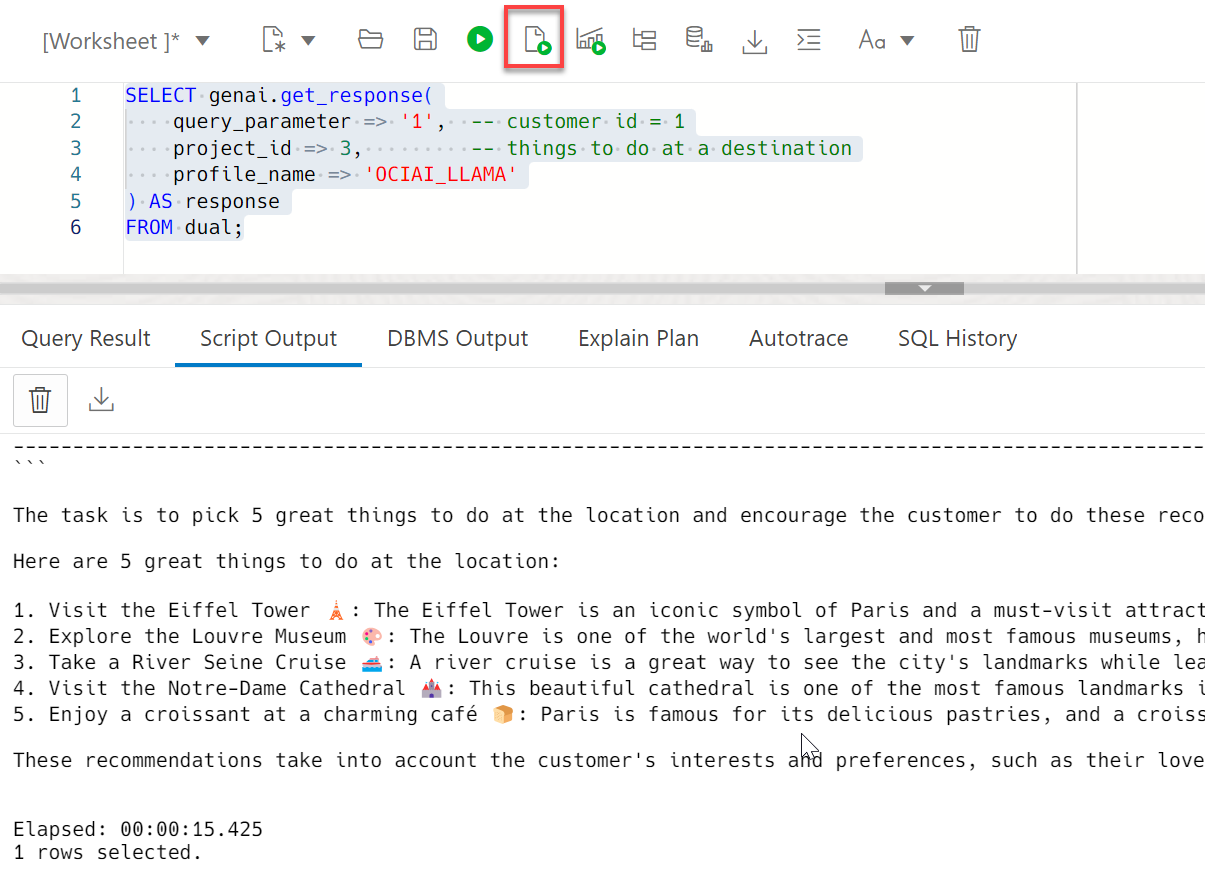 [Worksheet ]*
Aa
1 SELECT genai.get_response(
2 query_parameter => '1', -- customer id = 1
3 project_id => 3, -- things to do at a destination
4 profile_name => 'OCIAI_LLAMA'
5 ) AS response
6 FROM dual;
Query Result Script Output DBMS Output Explain Plan Autotrace SQL History
--------------------------------------------------------------------------------------------------
```
The task is to pick 5 great things to do at the location and encourage the customer to do these reco
Here are 5 great things to do at the location:
1. Visit the Eiffel Tower 🗼: The Eiffel Tower is an iconic symbol of Paris and a must-visit attract
2. Explore the Louvre Museum 🎨: The Louvre is one of the world's largest and most famous museums, h
3. Take a River Seine Cruise 🚢: A river cruise is a great way to see the city's landmarks while lea
4. Visit the Notre-Dame Cathedral 🏰: This beautiful cathedral is one of the most famous landmarks i
5. Enjoy a croissant at a charming café 🍞: Paris is famous for its delicious pastries, and a croiss
These recommendations take into account the customer's interests and preferences, such as their love
Elapsed: 00:00:15.425
1 rows selected.